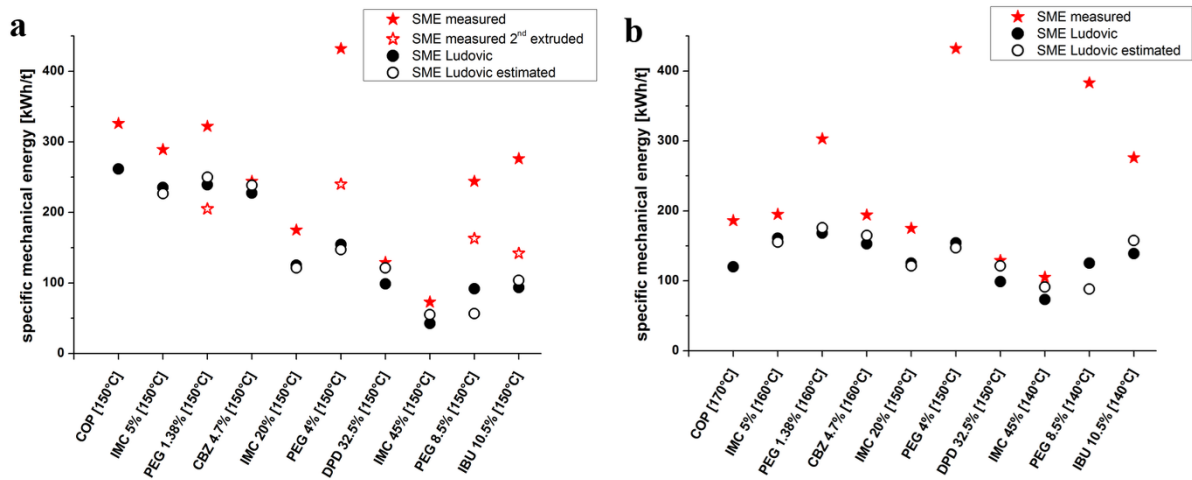 a
SME measured
SME measured 2nd extruded
SME Ludovic
SME Ludovic estimated
specific mechanical energy [kWh/t]
400
300
200
100
0
COP [150°C]
IMC 5% [150°C]
PEG 1.38% [150°C]
CBZ 4.7% [150°C]
IMC 20% [150°C]
PEG 4% [150°C]
DPD 32.5% [150°C]
IMC 45% [150°C]
PEG 8.5% [150°C]
IBU 10.5% [150°C]
b
SME measured
SME Ludovic
SME Ludovic estimated
specific mechanical energy [kWh/t]
400
300
200
100
0
COP [170°C]
IMC 5% [160°C]
PEG 1.38% [160°C]
CBZ 4.7% [160°C]
IMC 20% [150°C]
PEG 4% [150°C]
DPD 32.5% [150°C]
IMC 45% [140°C]
PEG 8.5% [140°C]
IBU 10.5% [140°C]